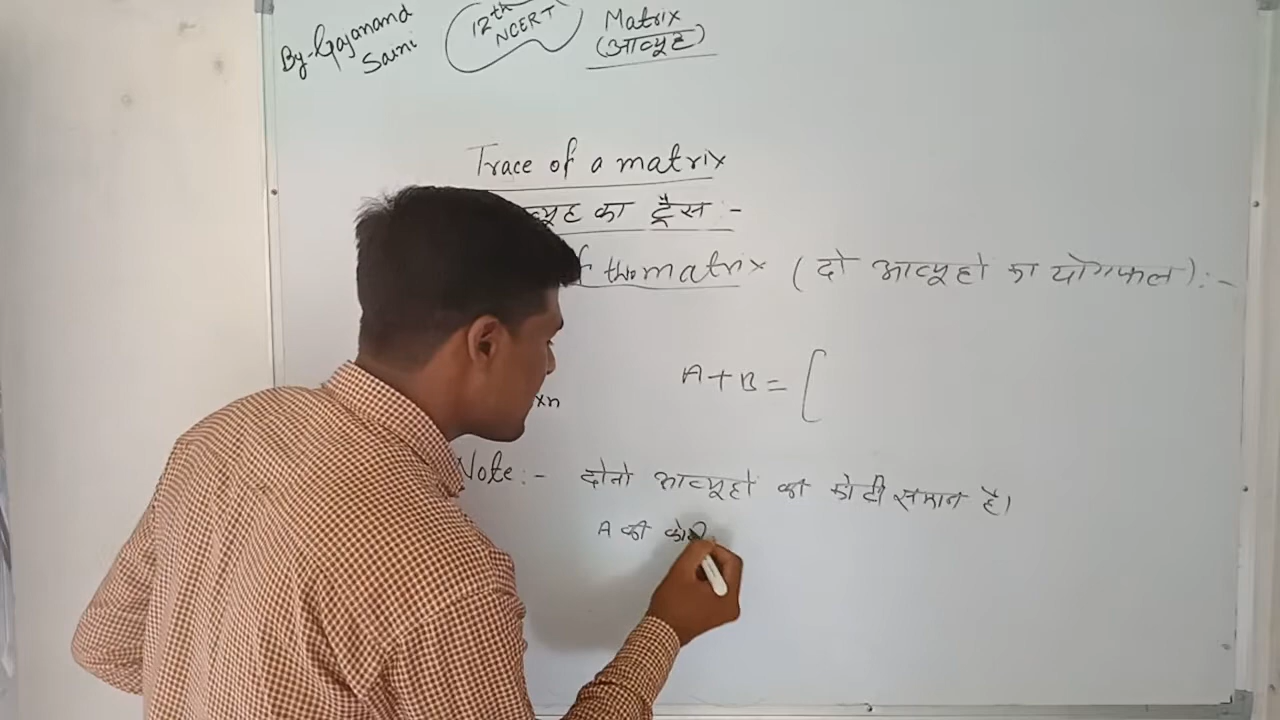 By-Gajanand
Saini
12th
NCERT
Matrix
(आव्यूह)
Trace of a matrix
का ट्रैस :-
matrix (दो आव्यूहो का योगफल) :-
A+B= [
xn
Note:- दोनो आव्यूहो की कोटी समान है।
A की